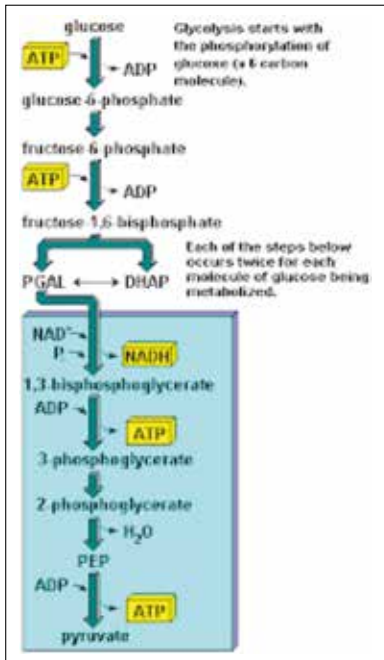 glucose
Glycolysis starts with
the phosphorylation of
glucose (a 6 carbon
molecule).
ATP
ADP
glucose-6-phosphate
fructose-6-phosphate
ATP
ADP
fructose-1,6-bisphosphate
Each of the steps below
occurs twice for each
molecule of glucose being
metabolized.
PGAL
DHAP
NAD+
P
NADH
1,3-bisphosphoglycerate
ADP
ATP
3-phosphoglycerate
2-phosphoglycerate
H2O
PEP
ADP
ATP
pyruvate